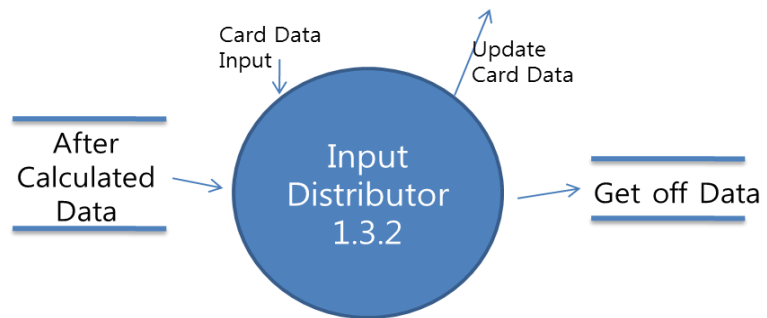 Card Data
Input
Update
Card Data
After
Calculated
Data
Input
Distributor
1.3.2
Get off Data